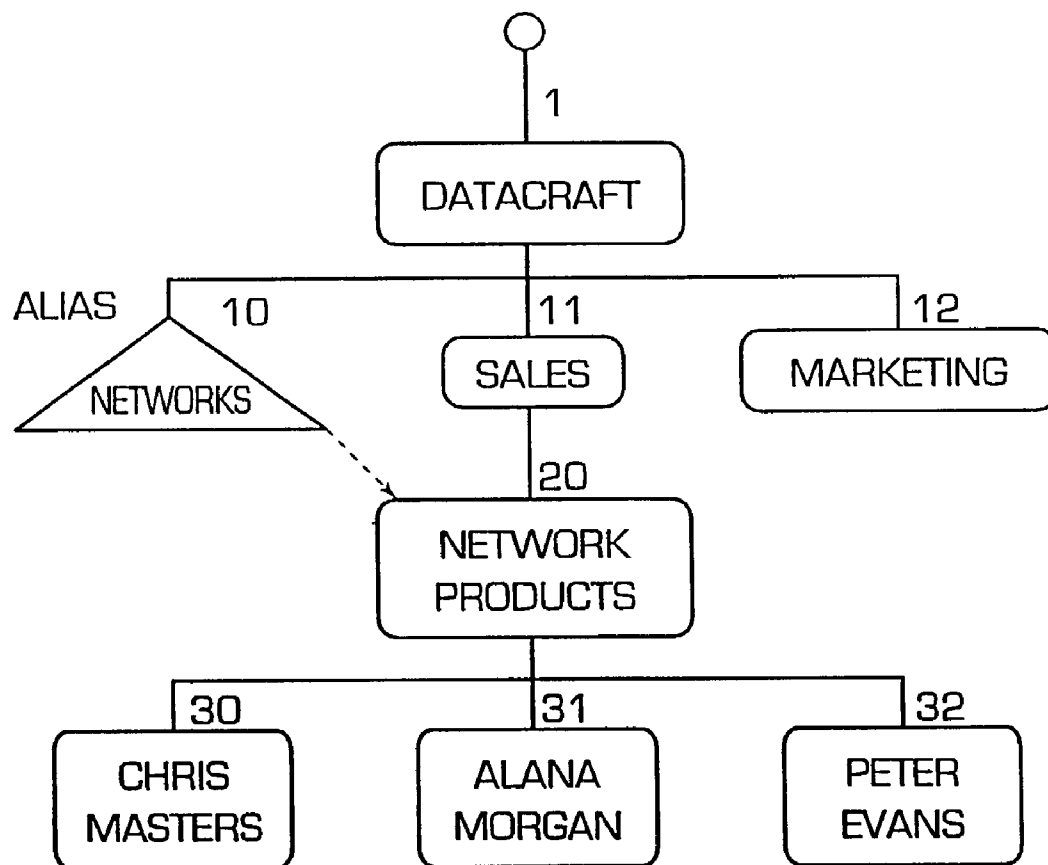 1
DATACRAFT
ALIAS
10
11
12
NETWORKS
SALES
MARKETING
20
NETWORK
PRODUCTS
30
31
32
CHRIS
MASTERS
ALANA
MORGAN
PETER
EVANS